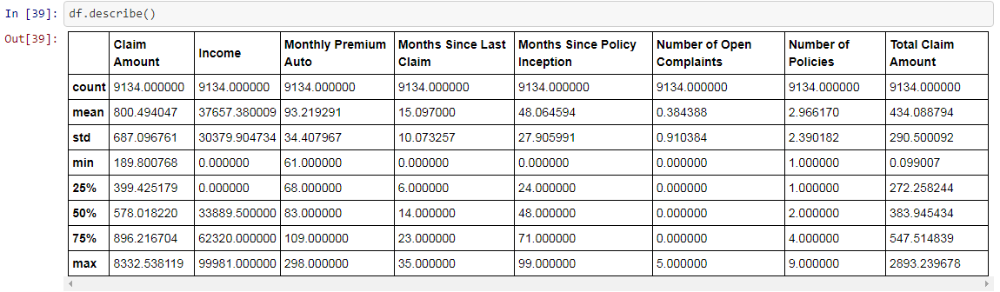 In [39]: df.describe()
Out[39]:
Claim Amount Income Monthly Premium Auto Months Since Last Claim Months Since Policy Inception Number of Open Complaints Number of Policies Total Claim Amount
count 9134.000000 9134.000000 9134.000000 9134.000000 9134.000000 9134.000000 9134.000000 9134.000000
mean 800.494047 37657.380009 93.219291 15.097000 48.064594 0.384388 2.966170 434.088794
std 687.096761 30379.904734 34.407967 10.073257 27.905991 0.910384 2.390182 290.500092
min 189.800768 0.000000 61.000000 0.000000 0.000000 0.000000 1.000000 0.099007
25% 399.425179 0.000000 68.000000 6.000000 24.000000 0.000000 1.000000 272.258244
50% 578.018220 33889.500000 83.000000 14.000000 48.000000 0.000000 2.000000 383.945434
75% 896.216704 62320.000000 109.000000 23.000000 71.000000 0.000000 4.000000 547.514839
max 8332.538119 99981.000000 298.000000 35.000000 99.000000 5.000000 9.000000 2893.239678